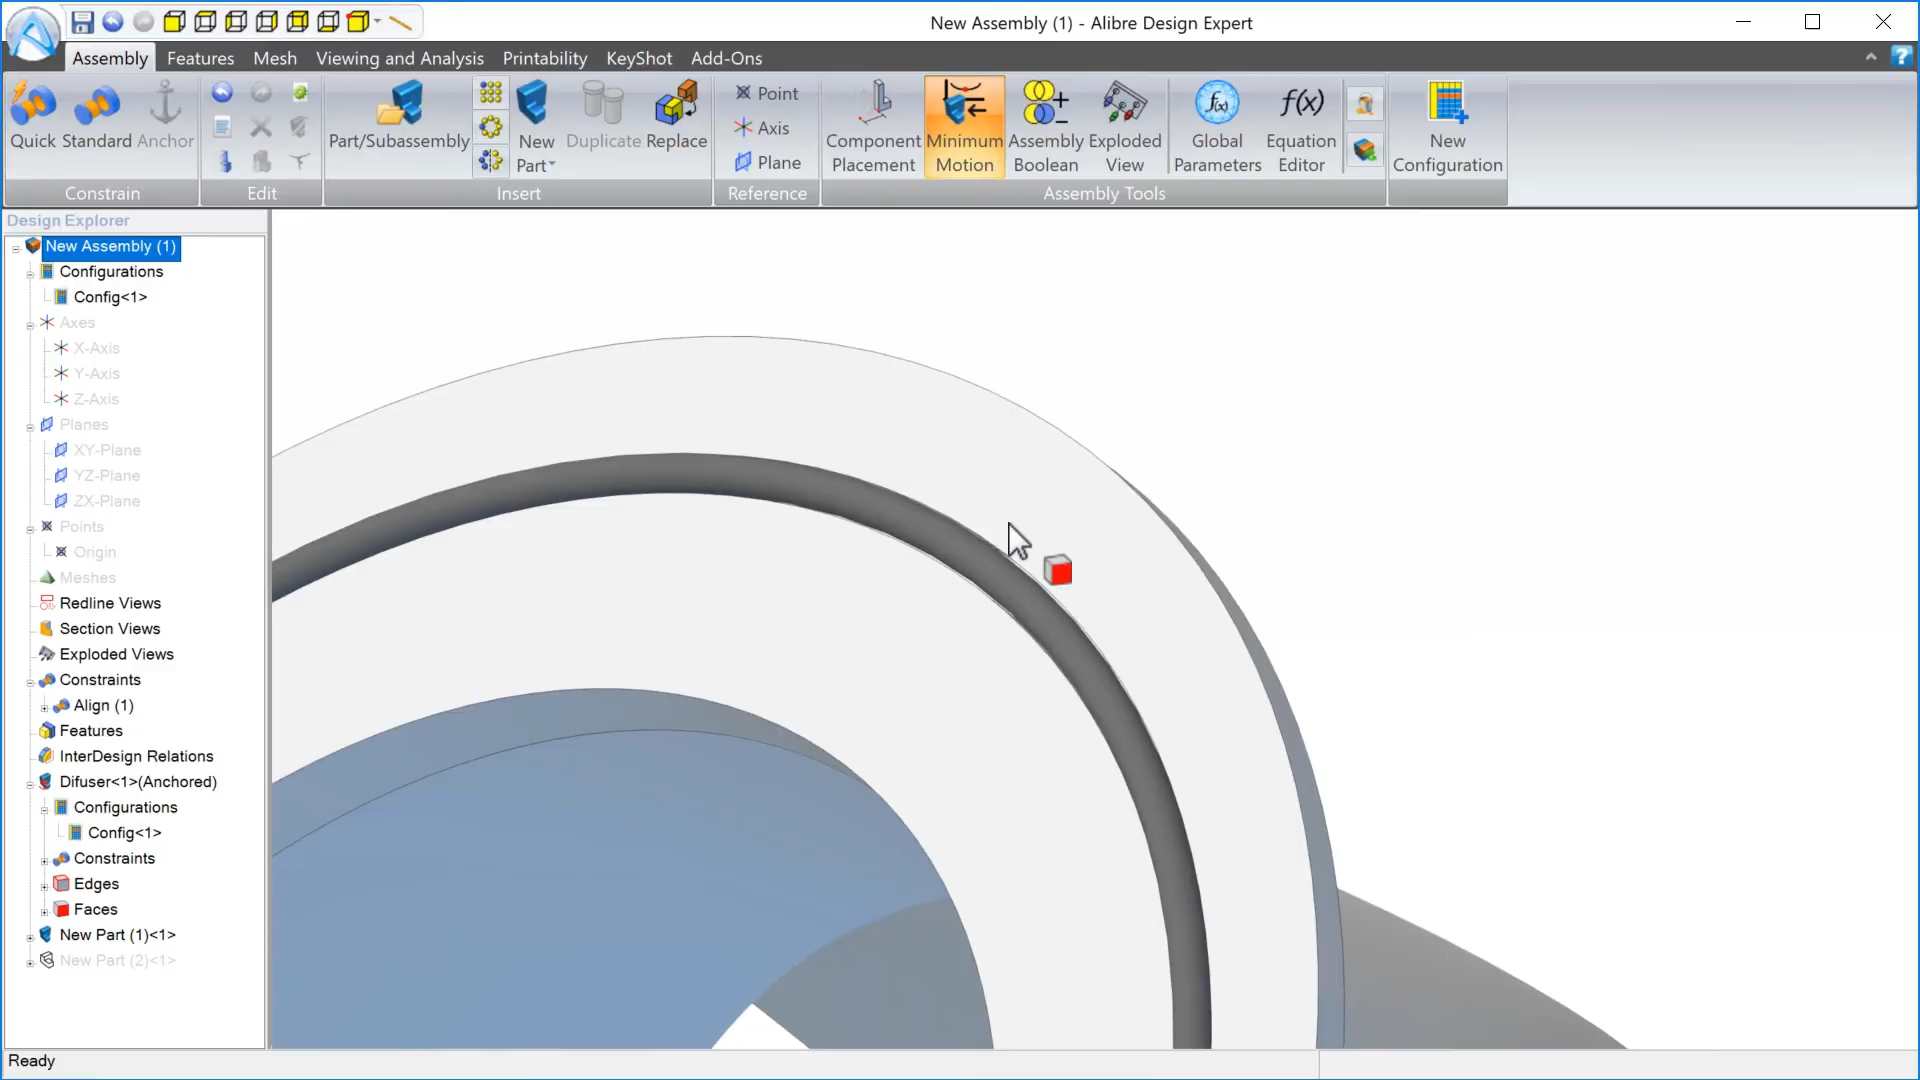 New Assembly (1) - Alibre Design Expert
Assembly Features Mesh Viewing and Analysis Printability KeyShot Add-Ons
Quick Standard Anchor
Constrain
Edit
Part/Subassembly
New Part
Duplicate Replace
Insert
Point
Axis
Plane
Reference
Component Placement
Minimum Motion
Assembly Boolean
Exploded View
Global Parameters
Equation Editor
Assembly Tools
f(x)
f(x)
New Configuration
?
Design Explorer
New Assembly (1)
Configurations
Config<1>
Axes
X-Axis
Y-Axis
Z-Axis
Planes
XY-Plane
YZ-Plane
ZX-Plane
Points
Origin
Meshes
Redline Views
Section Views
Exploded Views
Constraints
Align (1)
Features
InterDesign Relations
Difuser<1>(Anchored)
Configurations
Config<1>
Constraints
Edges
Faces
New Part (1)<1>
New Part (2)<1>
Ready